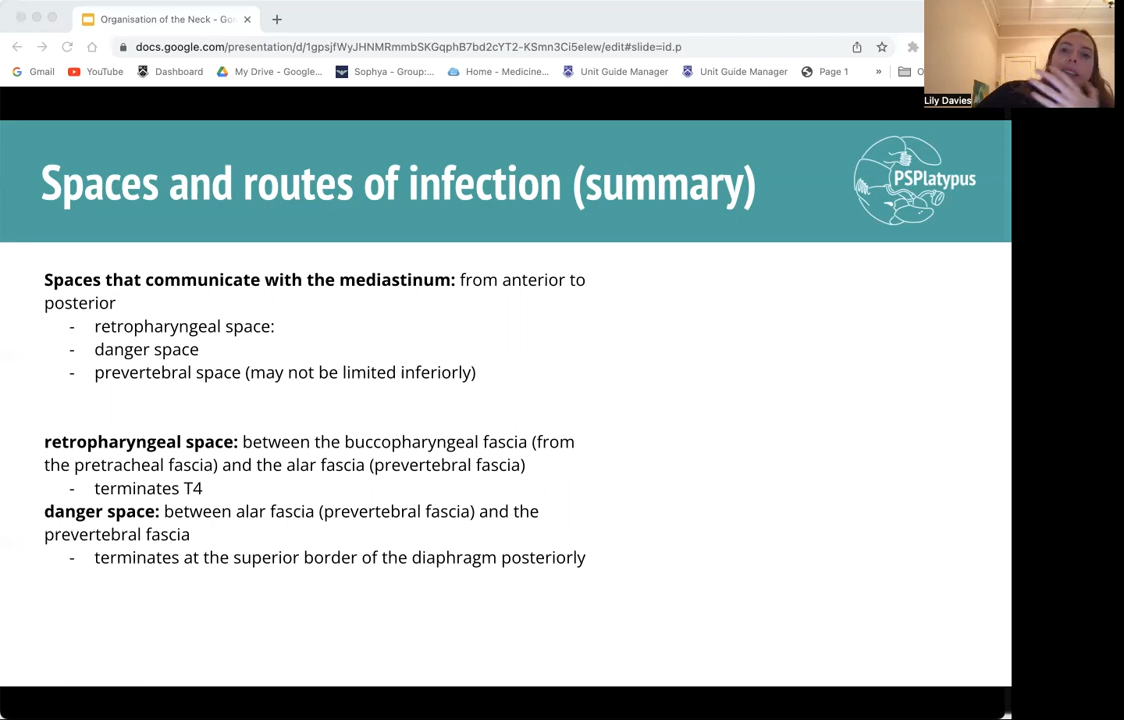 Organisation of the Neck - Goo
docs.google.com/presentation/d/1gpsjfWyJHNMRmmbSKGqphB7bd2cYT2-KSmn3Ci5elew/edit#slide=id.p
Gmail YouTube Dashboard My Drive - Google... Sophya - Group:... Home - Medicine... Unit Guide Manager Unit Guide Manager Page 1 » O
Lily Davies
Spaces and routes of infection (summary)
PSPlatypus
Spaces that communicate with the mediastinum: from anterior to
posterior
- retropharyngeal space:
- danger space
- prevertebral space (may not be limited inferiorly)
retropharyngeal space: between the buccopharyngeal fascia (from
the pretracheal fascia) and the alar fascia (prevertebral fascia)
- terminates T4
danger space: between alar fascia (prevertebral fascia) and the
prevertebral fascia
- terminates at the superior border of the diaphragm posteriorly